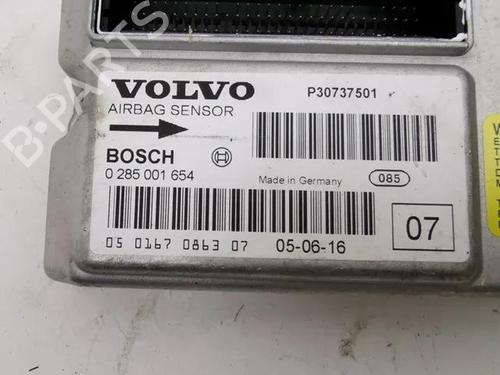 VOLVO
P30737501
AIRBAG SENSOR
BOSCH
0 285 001 654
Made in Germany
085
05 0167 0863 07
05-06-16
07
B-PARTS